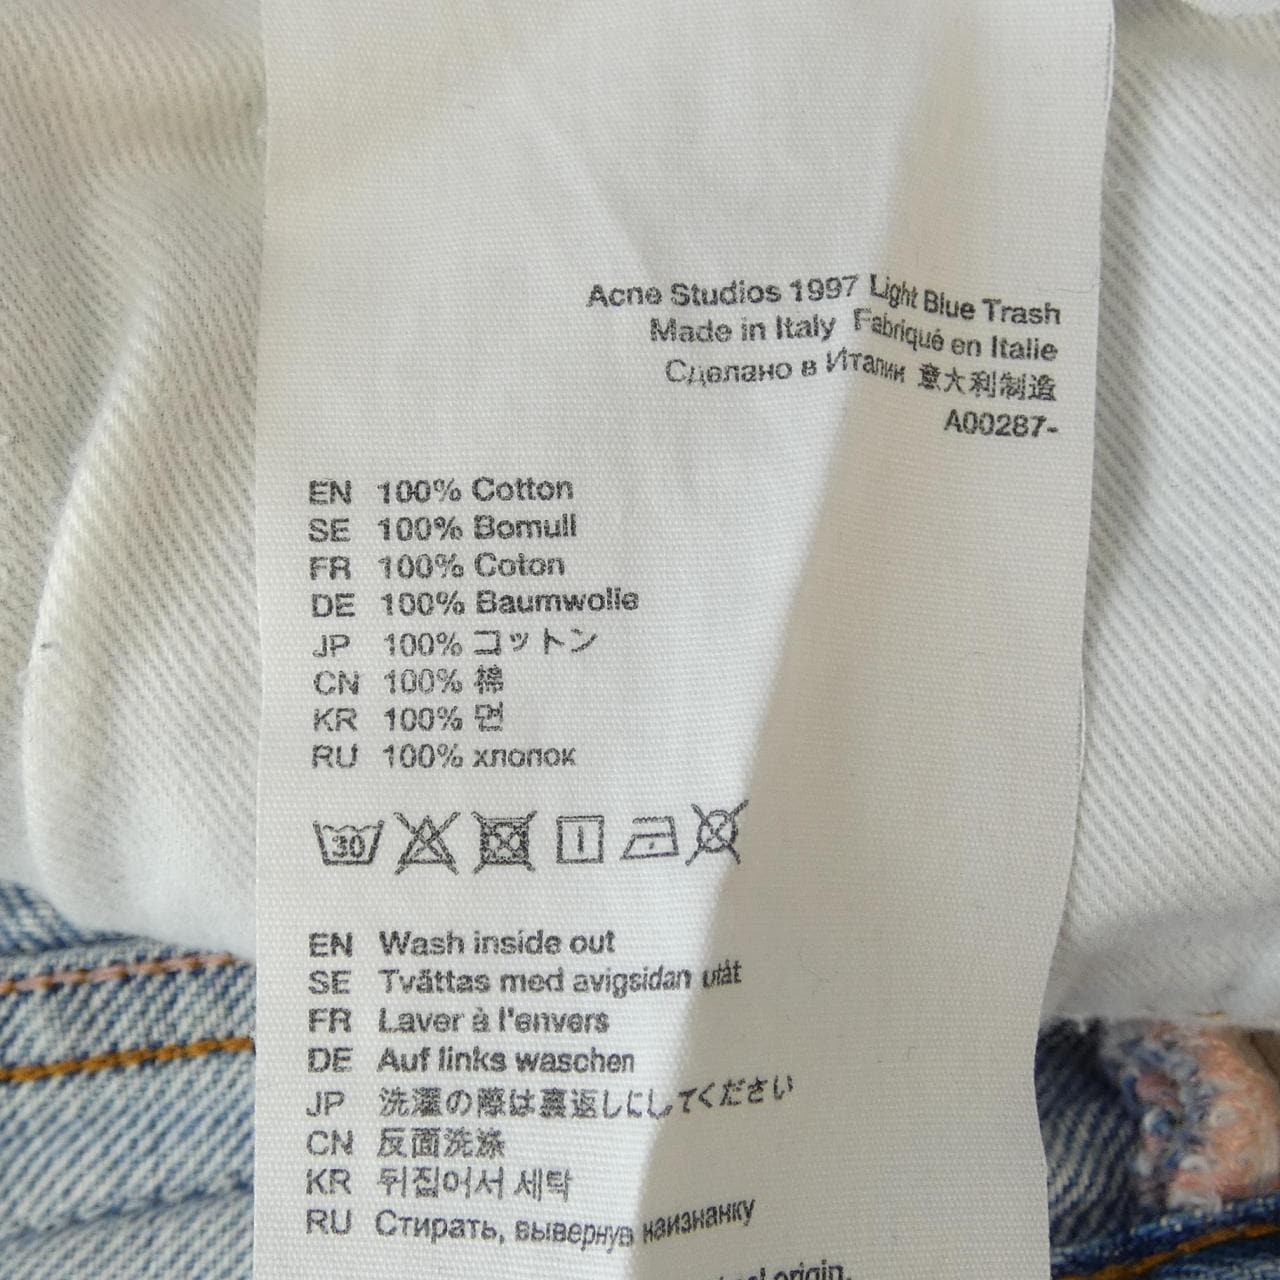 Acne Studios 1997 Light Blue Trash
Made in Italy Fabriqué en Italie
Сделано в Италии 意大利制造
A00287-
EN 100% Cotton
SE 100% Bomull
FR 100% Coton
DE 100% Baumwolle
JP 100% コットン
CN 100% 棉
KR 100% 면
RU 100% хлопок
30
EN Wash inside out
SE Tvättas med avigsidan utåt
FR Laver à l'envers
DE Auf links waschen
JP 洗濯の際は裏返しにしてください
CN 反面洗涤
KR 뒤집어서 세탁
RU Стирать, вывернув наизнанку
origin.